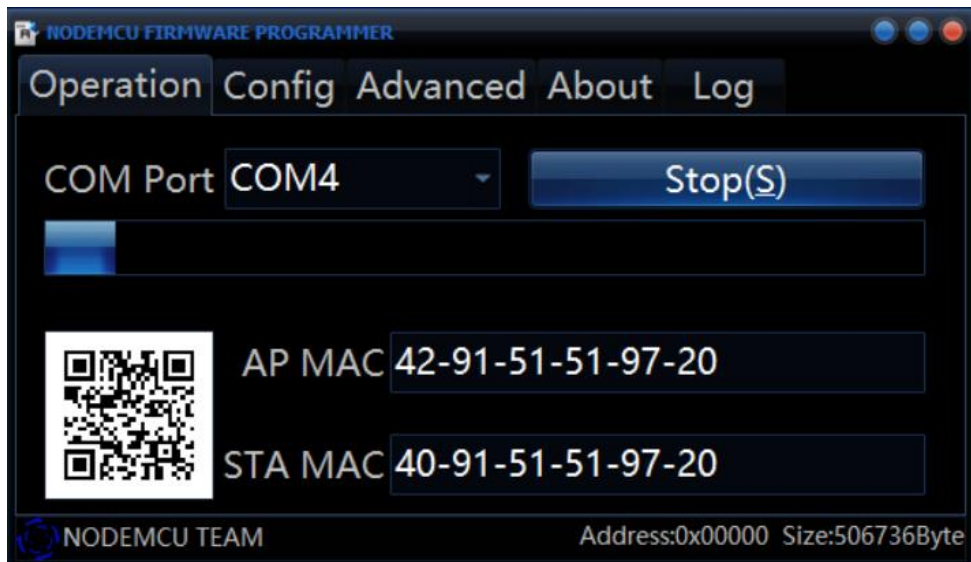 NODEMCU FIRMWARE PROGRAMMER
Operation Config Advanced About Log
COM Port COM4 Stop(S)
AP MAC 42-91-51-51-97-20
STA MAC 40-91-51-51-97-20
NODEMCU TEAM Address:0x00000 Size:506736Byte